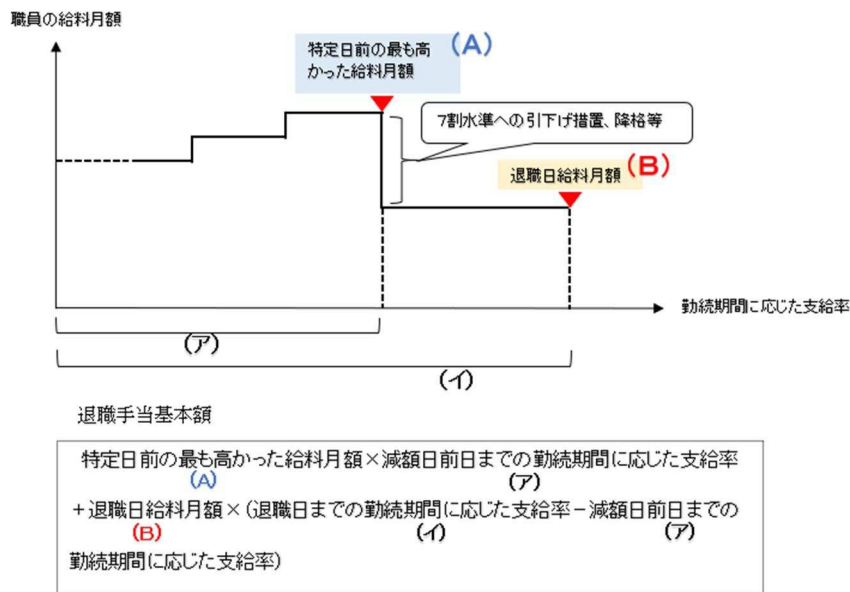 職員の給料月額
特定日前の最も高
かった給料月額
(A)
7割水準への引下げ措置、降格等
退職日給料月額
(B)
勤続期間に応じた支給率
(ア)
(イ)
退職手当基本額
特定日前の最も高かった給料月額×減額日前日までの勤続期間に応じた支給率
(A) (ア)
+退職日給料月額×(退職日までの勤続期間に応じた支給率-減額日前日までの
(B) (イ) (ア)
勤続期間に応じた支給率)